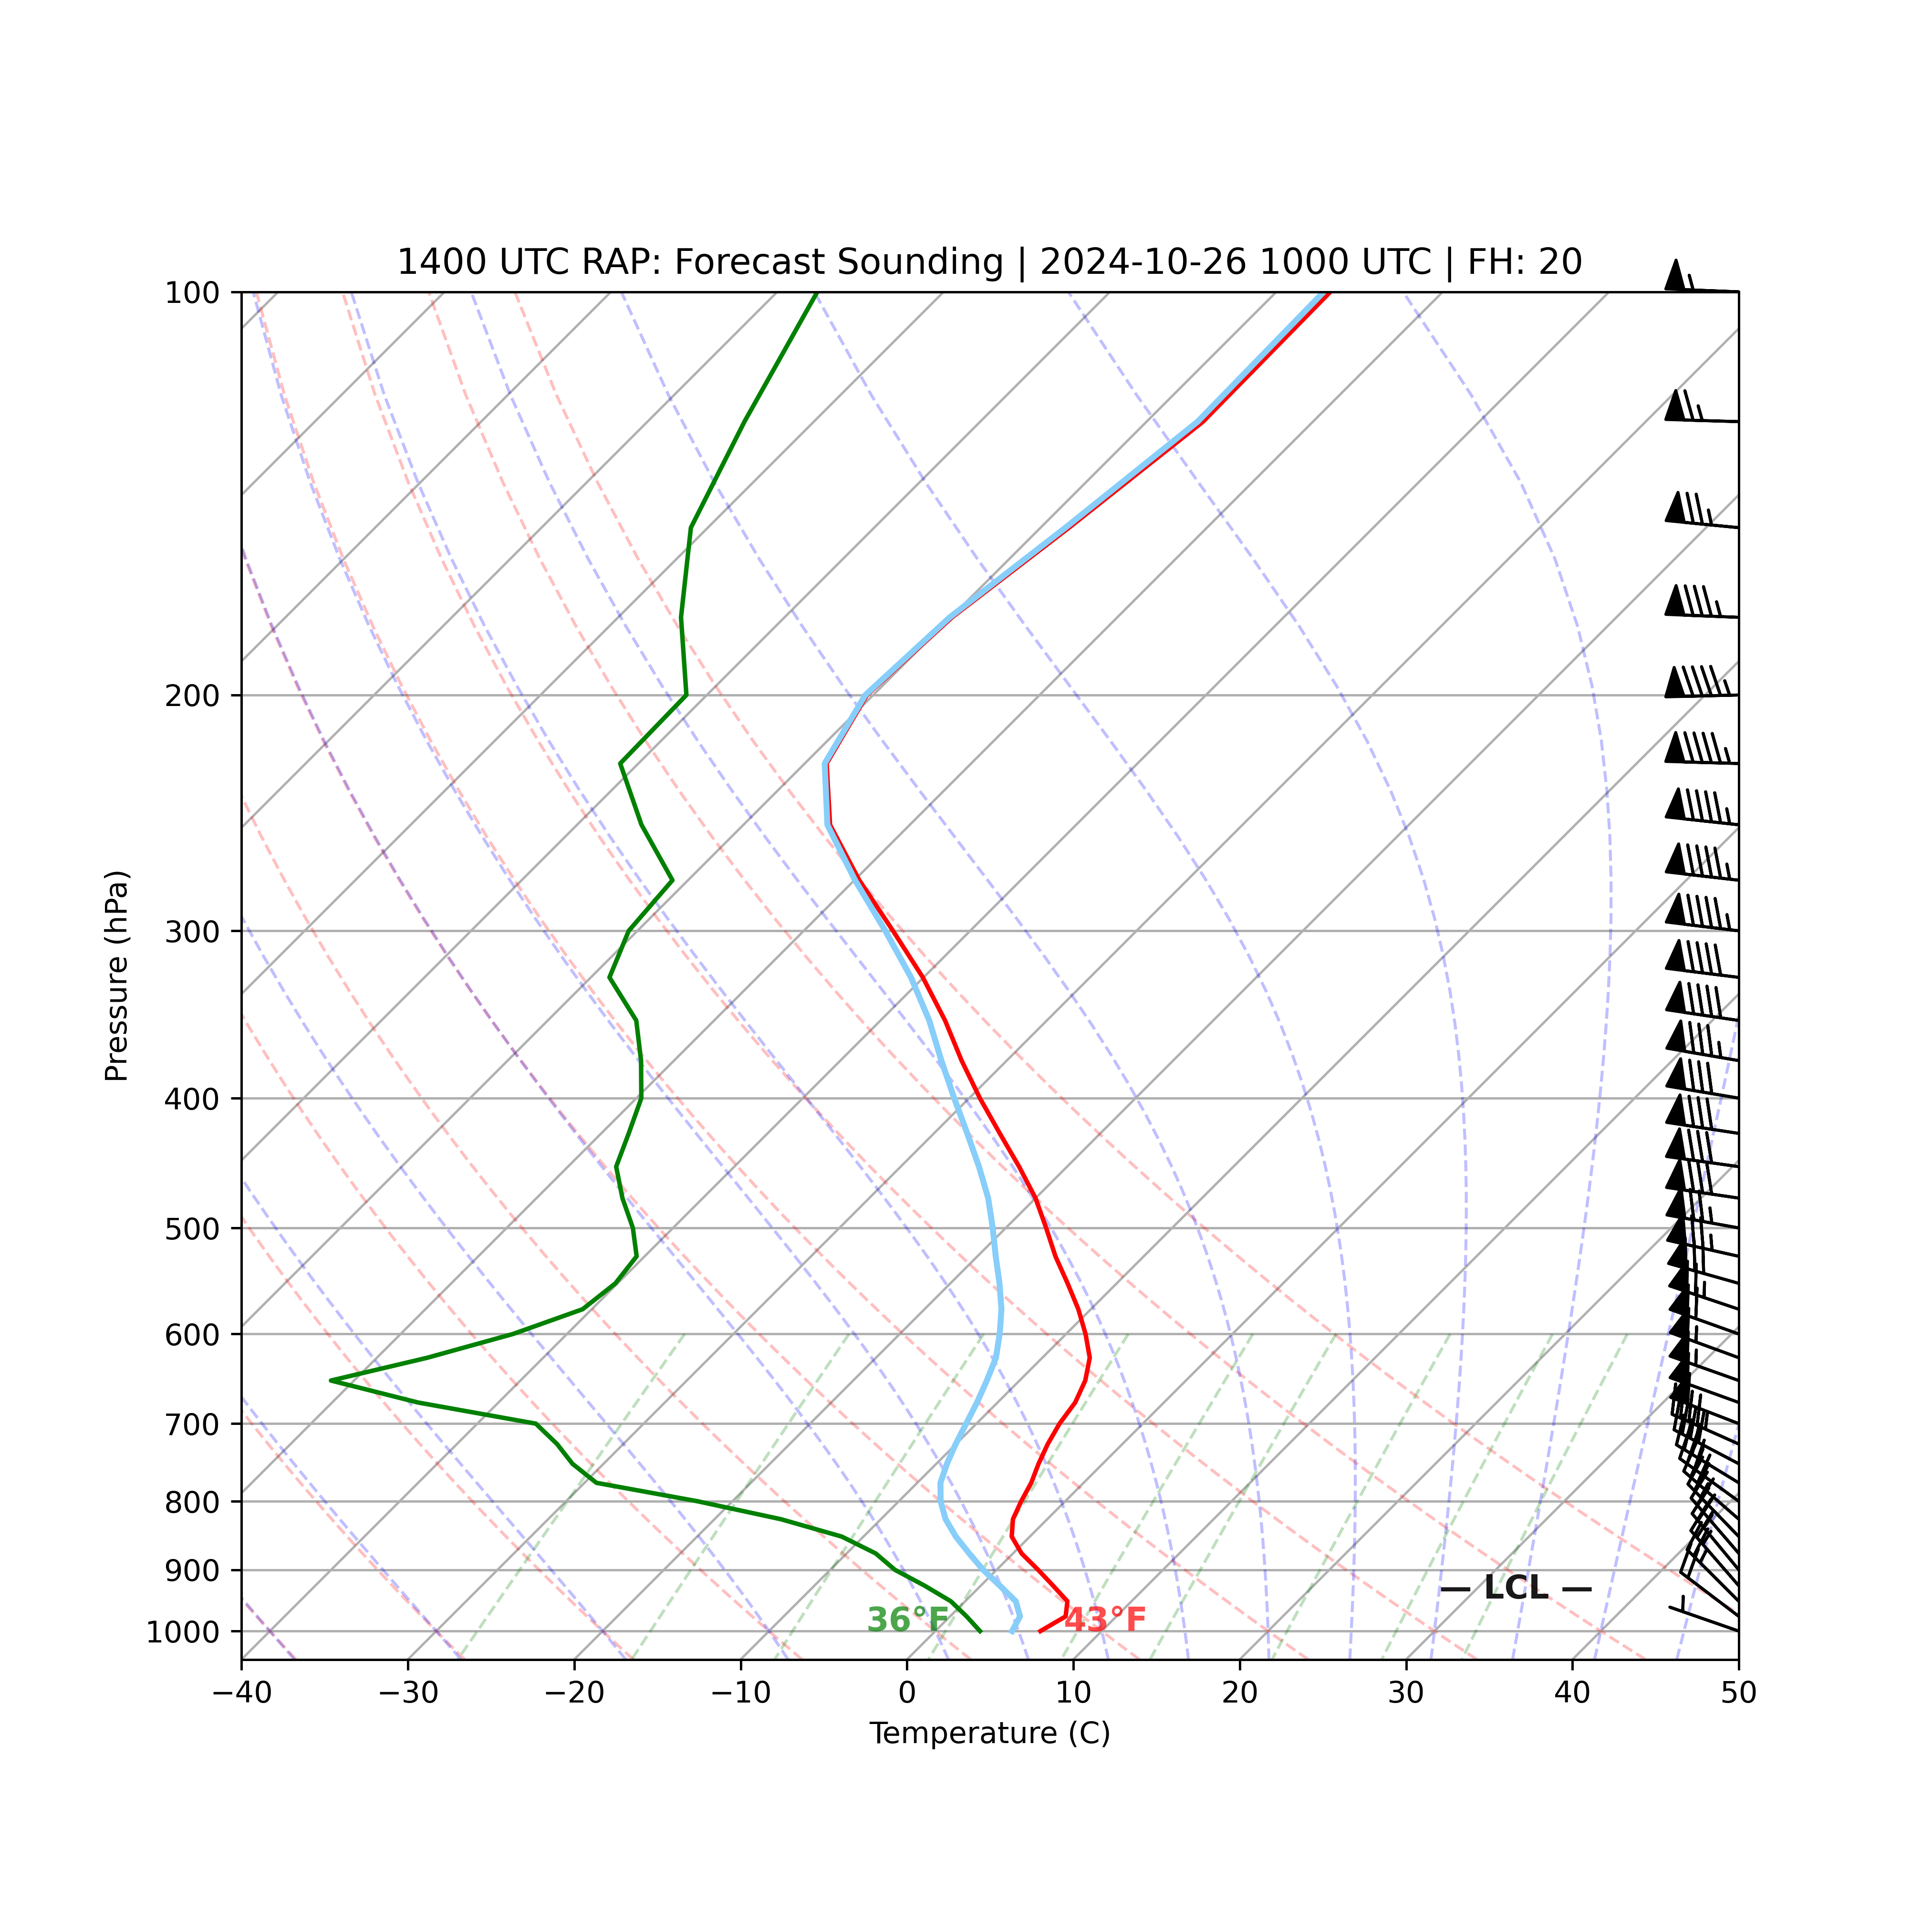 1400 UTC RAP: Forecast Sounding | 2024-10-26 1000 UTC | FH: 20
100
200
300
400
500
600
700
800
900
1000
Pressure (hPa)
— LCL —
36°F
43°F
−40 −30 −20 −10 0 10 20 30 40 50
Temperature (C)